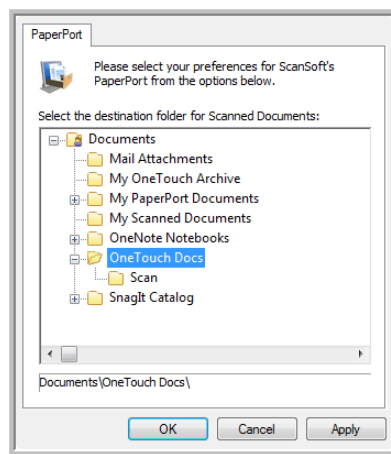 PaperPort
Please select your preferences for ScanSoft's
PaperPort from the options below.
Select the destination folder for Scanned Documents:
Documents
Mail Attachments
My OneTouch Archive
My PaperPort Documents
My Scanned Documents
OneNote Notebooks
OneTouch Docs
Scan
SnagIt Catalog
Documents\OneTouch Docs\
OK Cancel Apply